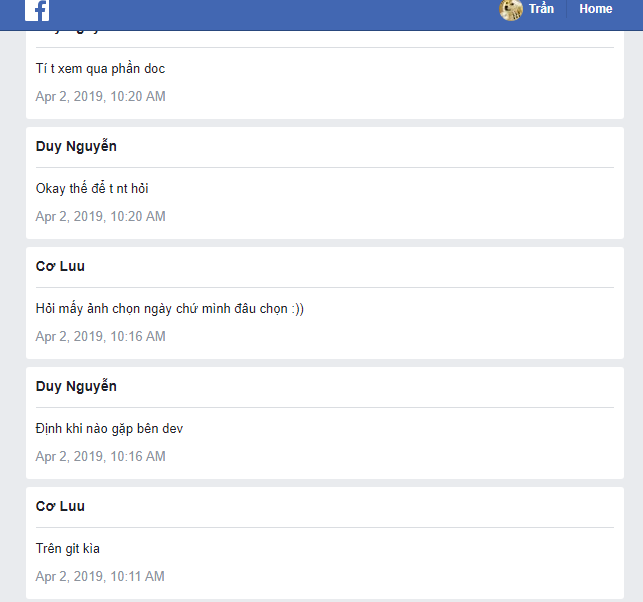 Trần
Home
Tí t xem qua phần doc
Apr 2, 2019, 10:20 AM
Duy Nguyễn
Okay thế để t nt hỏi
Apr 2, 2019, 10:20 AM
Cơ Luu
Hỏi mấy ảnh chọn ngày chứ mình đâu chọn :))
Apr 2, 2019, 10:16 AM
Duy Nguyễn
Định khi nào gặp bên dev
Apr 2, 2019, 10:16 AM
Cơ Luu
Trên git kìa
Apr 2, 2019, 10:11 AM